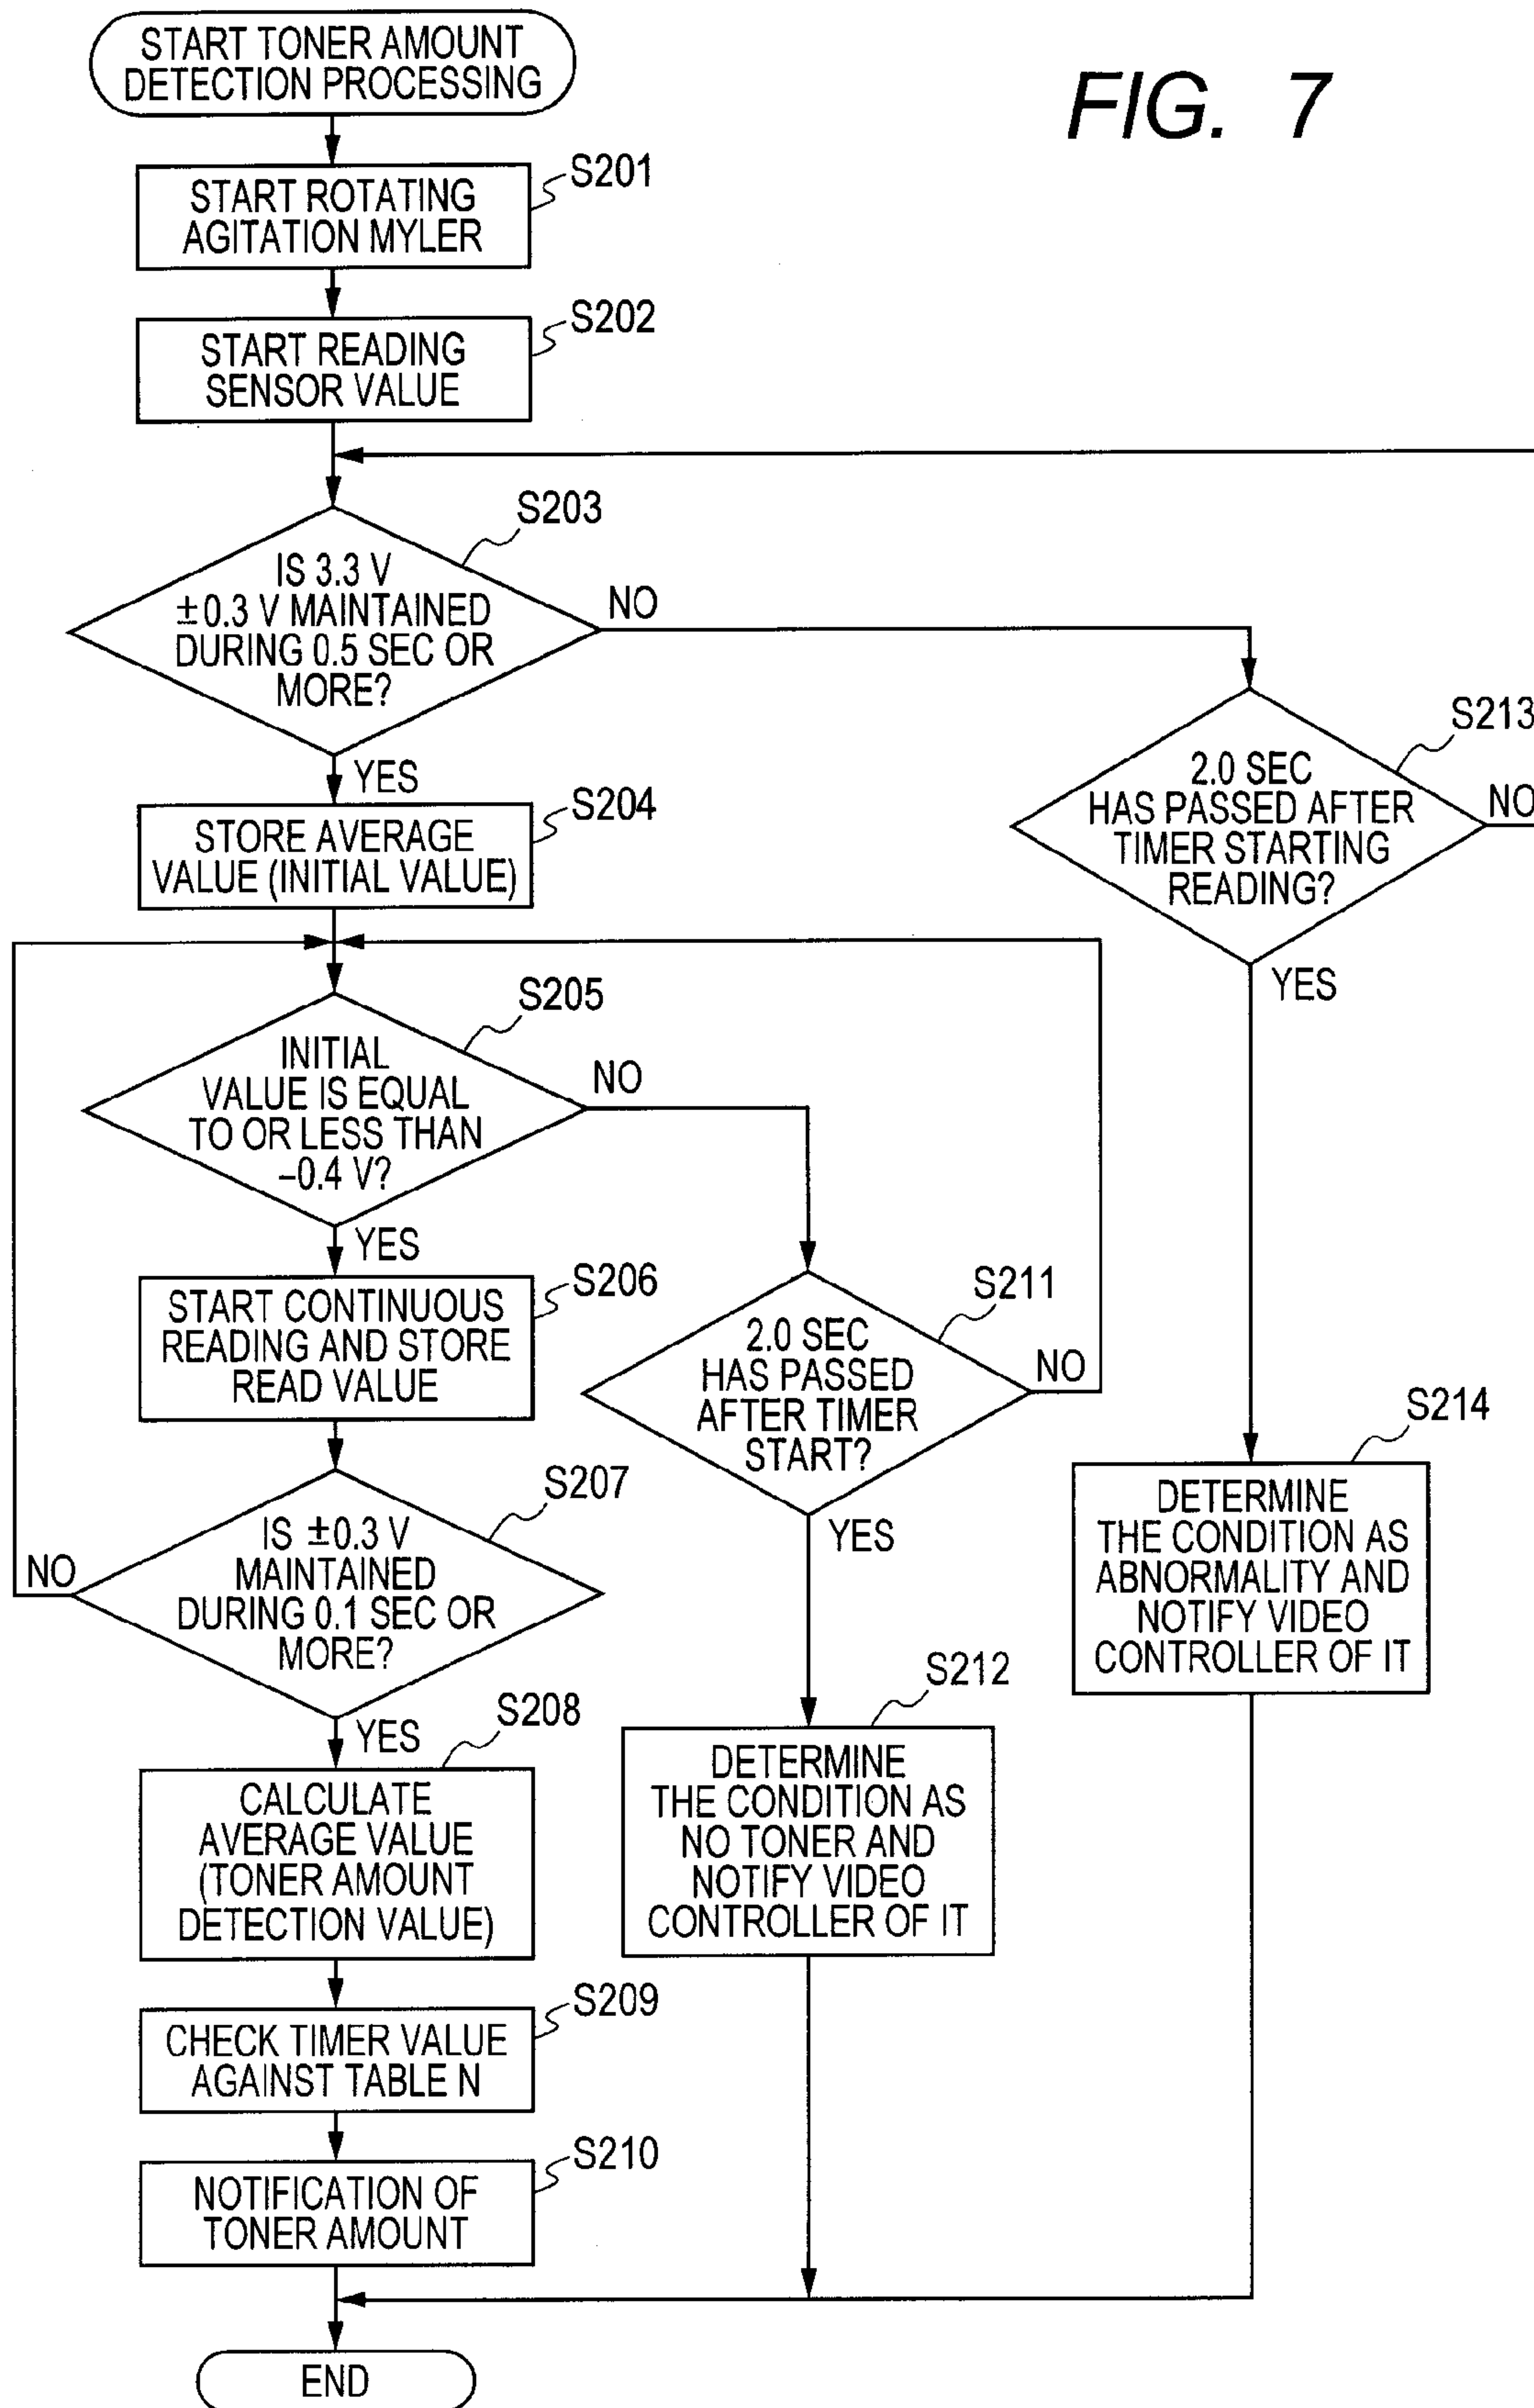 FIG. 7
START TONER AMOUNT
DETECTION PROCESSING
S201
START ROTATING
AGITATION MYLER
S202
START READING
SENSOR VALUE
S203
IS 3.3 V
±0.3 V MAINTAINED
DURING 0.5 SEC OR
MORE?
NO
YES
S213
2.0 SEC
HAS PASSED AFTER
TIMER STARTING
READING?
NO
YES
S204
STORE AVERAGE
VALUE (INITIAL VALUE)
S205
INITIAL
VALUE IS EQUAL
TO OR LESS THAN
–0.4 V?
NO
YES
S206
START CONTINUOUS
READING AND STORE
READ VALUE
S211
2.0 SEC
HAS PASSED
AFTER TIMER
START?
NO
YES
S214
DETERMINE
THE CONDITION AS
ABNORMALITY AND
NOTIFY VIDEO
CONTROLLER OF IT
S207
IS ±0.3 V
MAINTAINED
DURING 0.1 SEC OR
MORE?
NO
YES
S212
DETERMINE
THE CONDITION AS
NO TONER AND
NOTIFY VIDEO
CONTROLLER OF IT
S208
CALCULATE
AVERAGE VALUE
(TONER AMOUNT
DETECTION VALUE)
S209
CHECK TIMER VALUE
AGAINST TABLE N
S210
NOTIFICATION OF
TONER AMOUNT
END